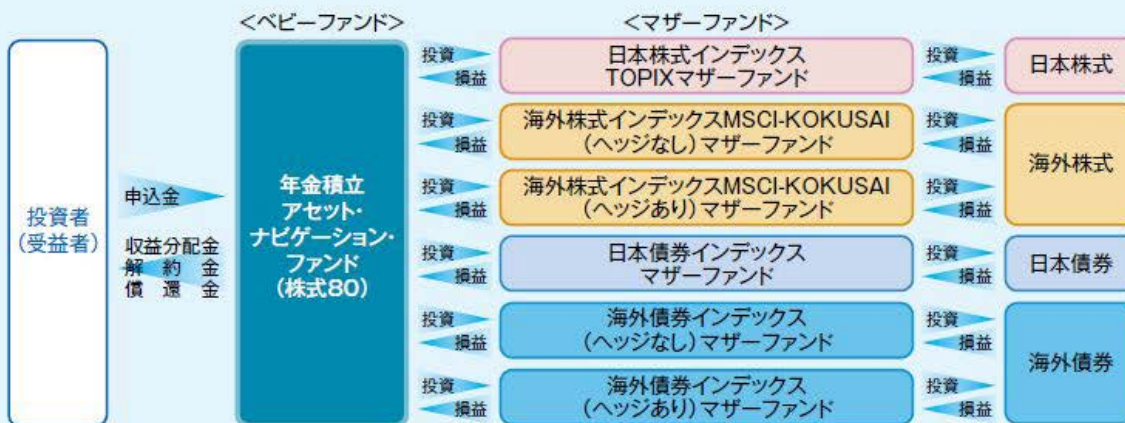 <ベビーファンド>
<マザーファンド>
投資者
(受益者)
申込金
収益分配金
解約金
償還金
年金積立
アセット・
ナビゲーション・
ファンド
(株式80)
投資
損益
日本株式インデックス
TOPIXマザーファンド
投資
損益
日本株式
投資
損益
海外株式インデックスMSCI-KOKUSAI
(ヘッジなし)マザーファンド
投資
損益
海外株式
投資
損益
海外株式インデックスMSCI-KOKUSAI
(ヘッジあり)マザーファンド
投資
損益
投資
損益
日本債券インデックス
マザーファンド
投資
損益
日本債券
投資
損益
海外債券インデックス
(ヘッジなし)マザーファンド
投資
損益
海外債券
投資
損益
海外債券インデックス
(ヘッジあり)マザーファンド
投資
損益